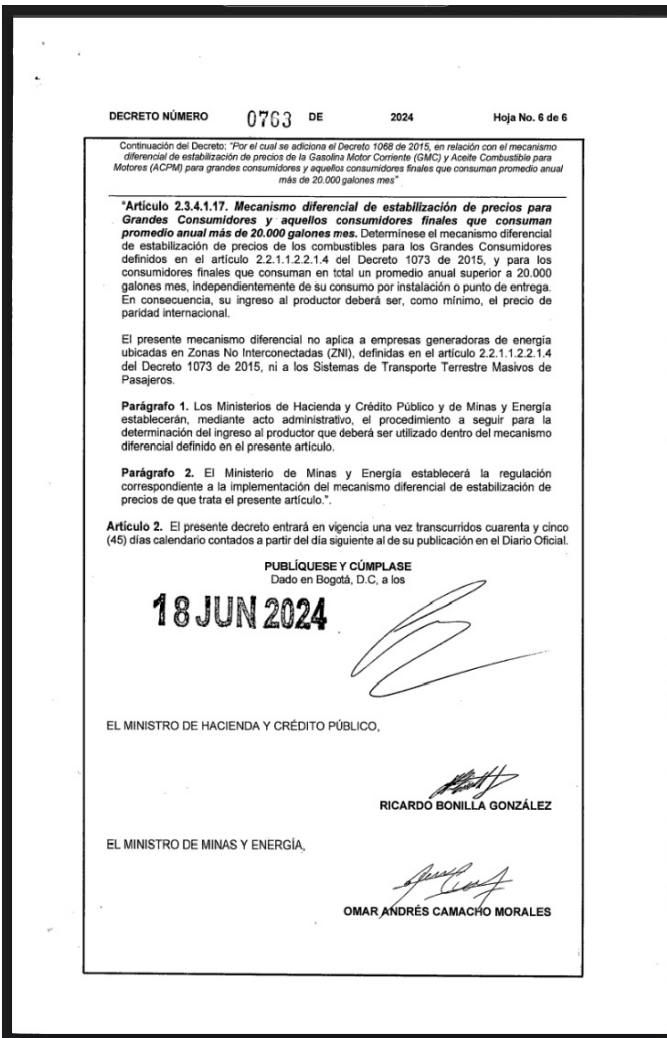 DECRETO NÚMERO 0763 DE 2024 Hoja No. 6 de 6
Continuación del Decreto: "Por el cual se adiciona el Decreto 1068 de 2015, en relación con el mecanismo
diferencial de estabilización de precios de la Gasolina Motor Corriente (GMC) y Aceite Combustible para
Motores (ACPM) para grandes consumidores y aquellos consumidores finales que consuman promedio anual
más de 20.000 galones mes"
"Artículo 2.3.4.1.17. Mecanismo diferencial de estabilización de precios para
Grandes Consumidores y aquellos consumidores finales que consuman
promedio anual más de 20.000 galones mes. Determínese el mecanismo diferencial
de estabilización de precios de los combustibles para los Grandes Consumidores
definidos en el artículo 2.2.1.1.2.2.1.4 del Decreto 1073 de 2015, y para los
consumidores finales que consuman en total un promedio anual superior a 20.000
galones mes, independientemente de su consumo por instalación o punto de entrega.
En consecuencia, su ingreso al productor deberá ser, como mínimo, el precio de
paridad internacional.
El presente mecanismo diferencial no aplica a empresas generadoras de energía
ubicadas en Zonas No Interconectadas (ZNI), definidas en el artículo 2.2.1.1.2.2.1.4
del Decreto 1073 de 2015, ni a los Sistemas de Transporte Terrestre Masivos de
Pasajeros.
Parágrafo 1. Los Ministerios de Hacienda y Crédito Público y de Minas y Energía
establecerán, mediante acto administrativo, el procedimiento a seguir para la
determinación del ingreso al productor que deberá ser utilizado dentro del mecanismo
diferencial definido en el presente artículo.
Parágrafo 2. El Ministerio de Minas y Energía establecerá la regulación
correspondiente a la implementación del mecanismo diferencial de estabilización de
precios de que trata el presente artículo.".
Artículo 2. El presente decreto entrará en vigencia una vez transcurridos cuarenta y cinco
(45) días calendario contados a partir del día siguiente al de su publicación en el Diario Oficial.
PUBLÍQUESE Y CÚMPLASE
Dado en Bogotá, D.C, a los
18 JUN 2024
EL MINISTRO DE HACIENDA Y CRÉDITO PÚBLICO,
RICARDO BONILLA GONZÁLEZ
EL MINISTRO DE MINAS Y ENERGÍA,
OMAR ANDRÉS CAMACHO MORALES